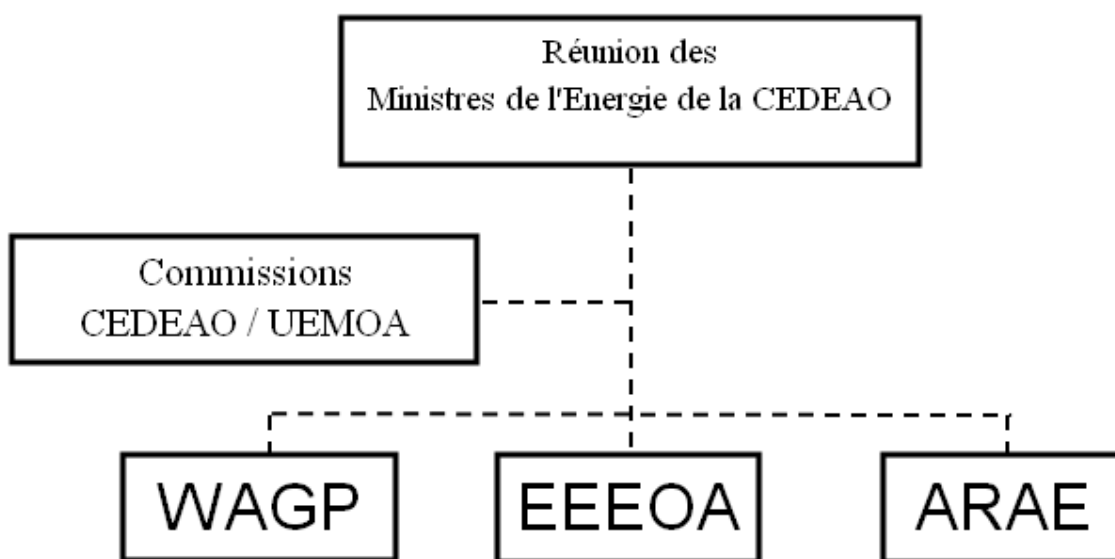 Réunion des
Ministres de l'Energie de la CEDEAO
Commissions
CEDEAO / UEMOA
WAGP
EEEOA
ARAE